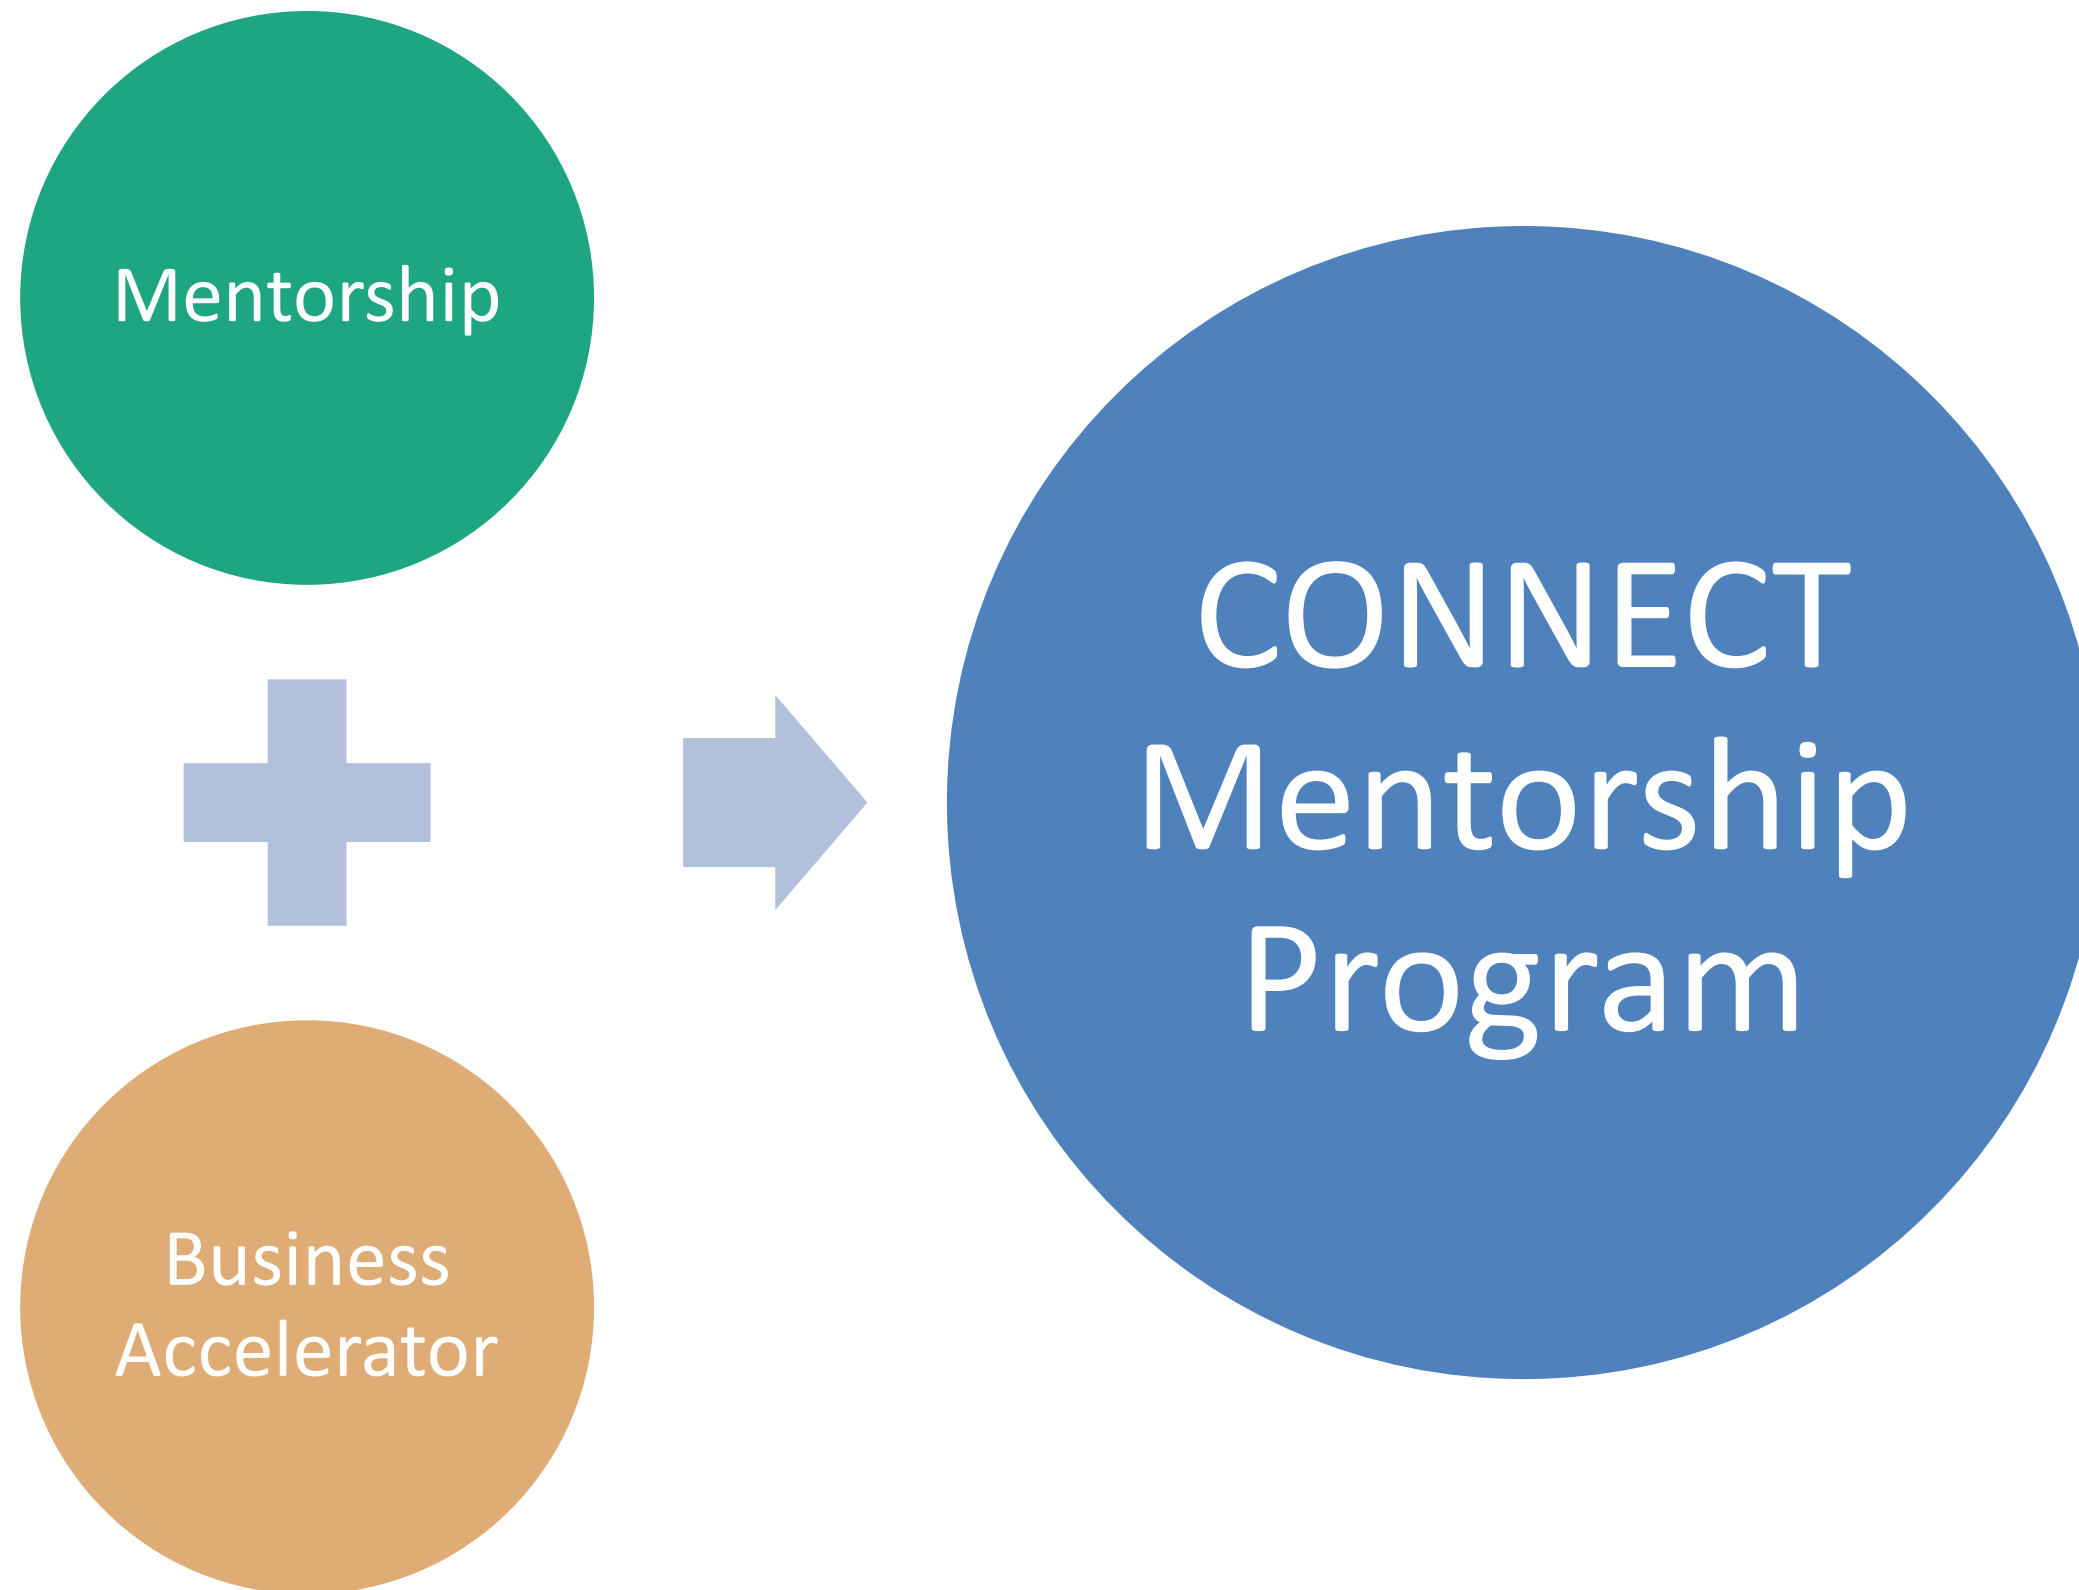 Mentorship
Business
Accelerator
CONNECT
Mentorship
Program